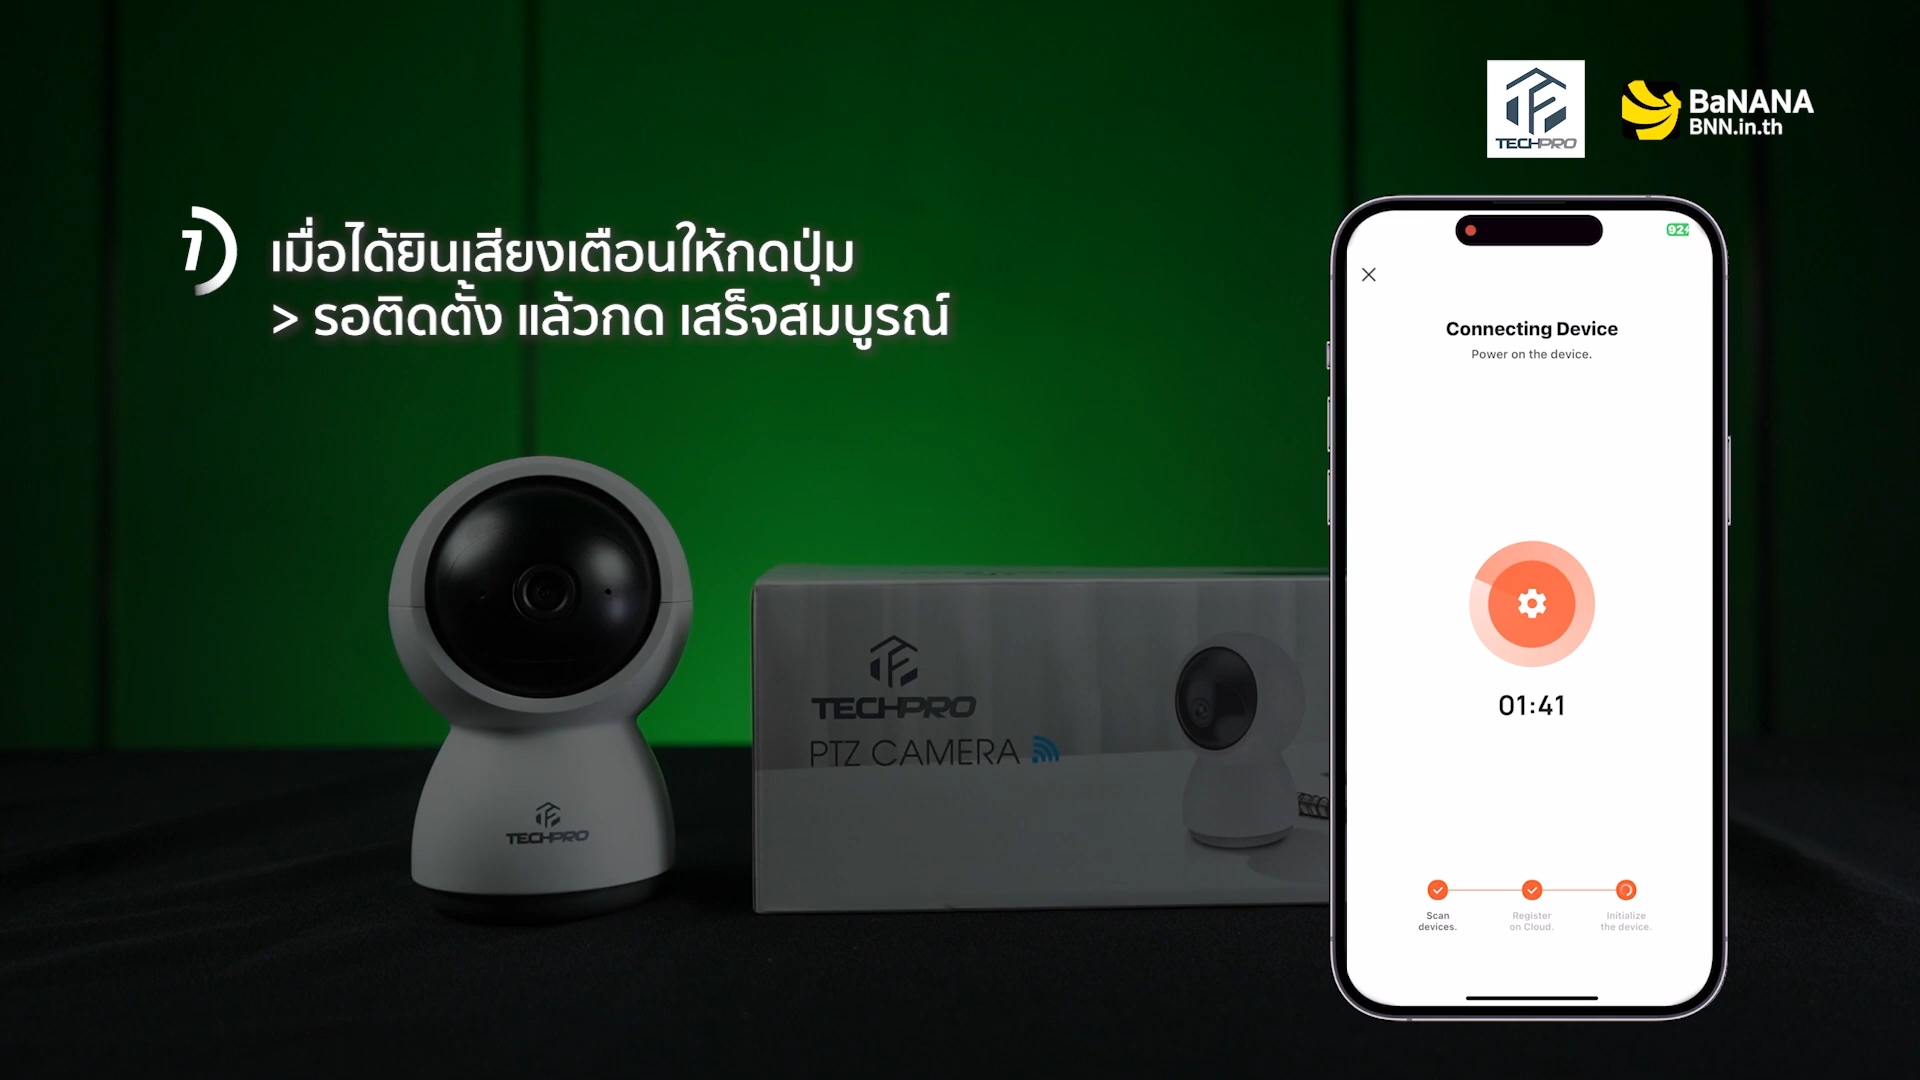 TECHPRO
BaNANA
BNN.in.th
7
เมื่อได้ยินเสียงเตือนให้กดปุ่ม
> รอติดตั้ง แล้วกด เสร็จสมบูรณ์
92
Connecting Device
Power on the device.
01:41
Scan
devices.
Register
on Cloud.
Initialize
the device.
TECHPRO
PTZ CAMERA
TECHPRO